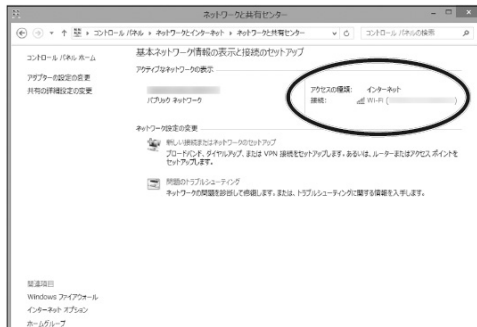 ネットワークと共有センター
コントロール パネル ▸ ネットワークとインターネット ▸ ネットワークと共有センター
コントロール パネルの検索
コントロール パネル ホーム
アダプターの設定の変更
共有の詳細設定の変更
基本ネットワーク情報の表示と接続のセットアップ
アクティブなネットワークの表示
パブリック ネットワーク
アクセスの種類: インターネット
接続: Wi-Fi ( )
ネットワーク設定の変更
新しい接続またはネットワークのセットアップ
ブロードバンド、ダイヤルアップ、または VPN 接続をセットアップします。あるいは、ルーターまたはアクセス ポイントを
セットアップします。
問題のトラブルシューティング
ネットワークの問題を診断して修復します。または、トラブルシューティングに関する情報を入手します。
関連項目
Windows ファイアウォール
インターネット オプション
ホームグループ